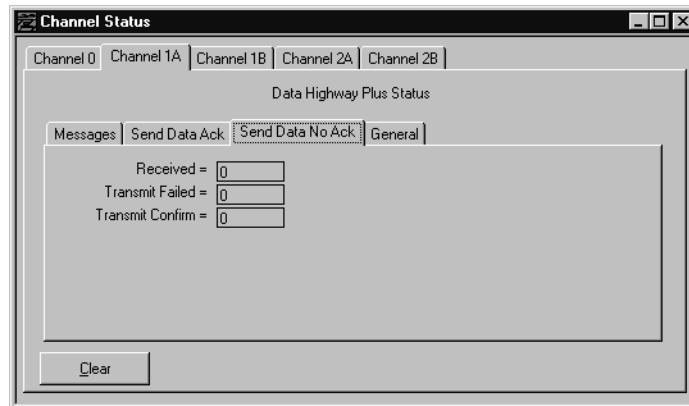 Channel Status
Channel 0 Channel 1A Channel 1B Channel 2A Channel 2B
Data Highway Plus Status
Messages Send Data Ack Send Data No Ack General
Received = 0
Transmit Failed = 0
Transmit Confirm = 0
Clear